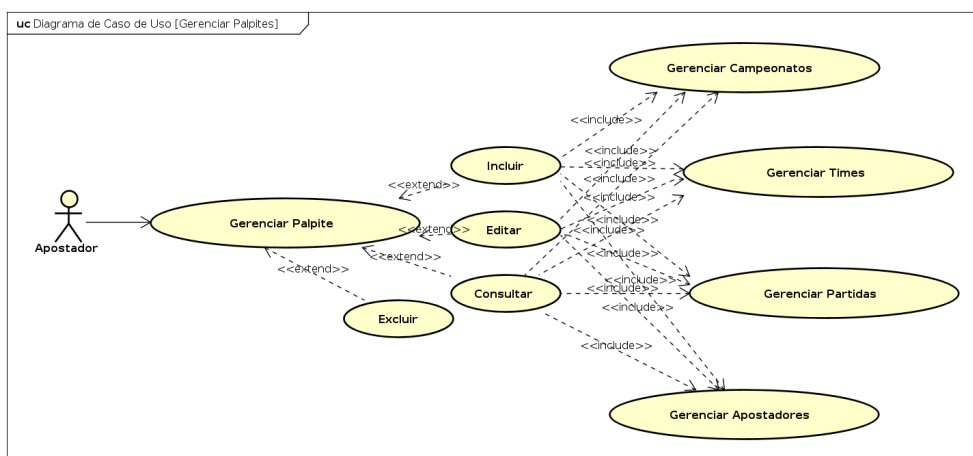 uc Diagrama de Caso de Uso [Gerenciar Palpites]
Gerenciar Campeonatos
<<include>>
<<include>>
Incluir
<<include>>
Gerenciar Times
<<include>>
<<extend>>
<<include>>
Apostador
Gerenciar Palpite
<<include>>
<<extend>>
Editar
<<include>>
<<extend>>
<<include>>
<<extend>>
<<include>>
Consultar
<<include>>
Gerenciar Partidas
<<include>>
Excluir
<<include>>
Gerenciar Apostadores